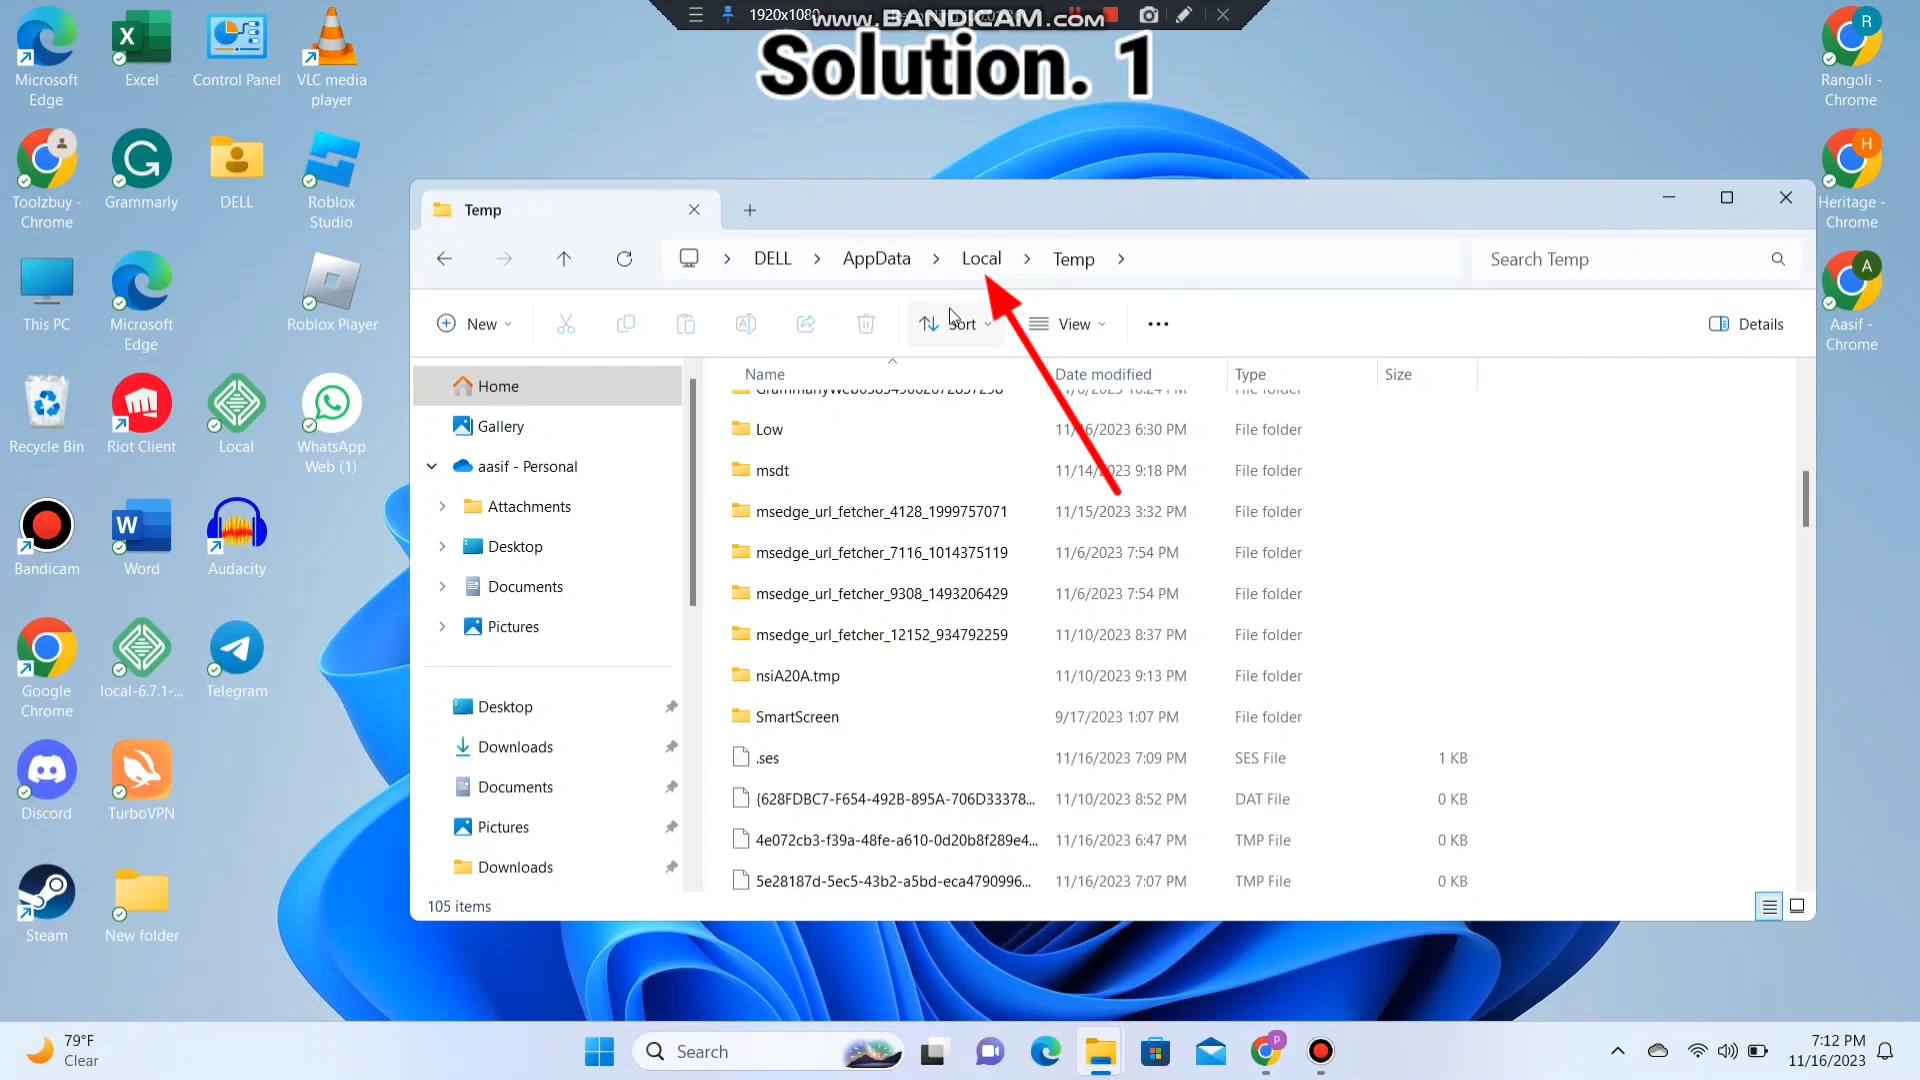 1920x1080
www.BANDICAM.com
Solution. 1
Microsoft Edge
Excel
Control Panel
VLC media player
Rangoli - Chrome
Toolzbuy - Chrome
Grammarly
DELL
Roblox Studio
Heritage - Chrome
This PC
Microsoft Edge
Roblox Player
Aasif - Chrome
Recycle Bin
Riot Client
Local
WhatsApp Web (1)
Bandicam
Word
Audacity
Google Chrome
local-6.7.1-...
Telegram
Discord
TurboVPN
Steam
New folder
Temp
DELL > AppData > Local > Temp >
Search Temp
New
Sort
View
Details
Home
Gallery
aasif - Personal
Attachments
Desktop
Documents
Pictures
Desktop
Downloads
Documents
Pictures
Downloads
Name Date modified Type Size
Low 11/16/2023 6:30 PM File folder
msdt 11/14/2023 9:18 PM File folder
msedge_url_fetcher_4128_1999757071 11/15/2023 3:32 PM File folder
msedge_url_fetcher_7116_1014375119 11/6/2023 7:54 PM File folder
msedge_url_fetcher_9308_1493206429 11/6/2023 7:54 PM File folder
msedge_url_fetcher_12152_934792259 11/10/2023 8:37 PM File folder
nsiA20A.tmp 11/10/2023 9:13 PM File folder
SmartScreen 9/17/2023 1:07 PM File folder
.ses 11/16/2023 7:09 PM SES File 1 KB
{628FDBC7-F654-492B-895A-706D33378... 11/10/2023 8:52 PM DAT File 0 KB
4e072cb3-f39a-48fe-a610-0d20b8f289e4... 11/16/2023 6:47 PM TMP File 0 KB
5e28187d-5ec5-43b2-a5bd-eca4790996... 11/16/2023 7:07 PM TMP File 0 KB
105 items
79°F
Clear
Search
7:12 PM
11/16/2023